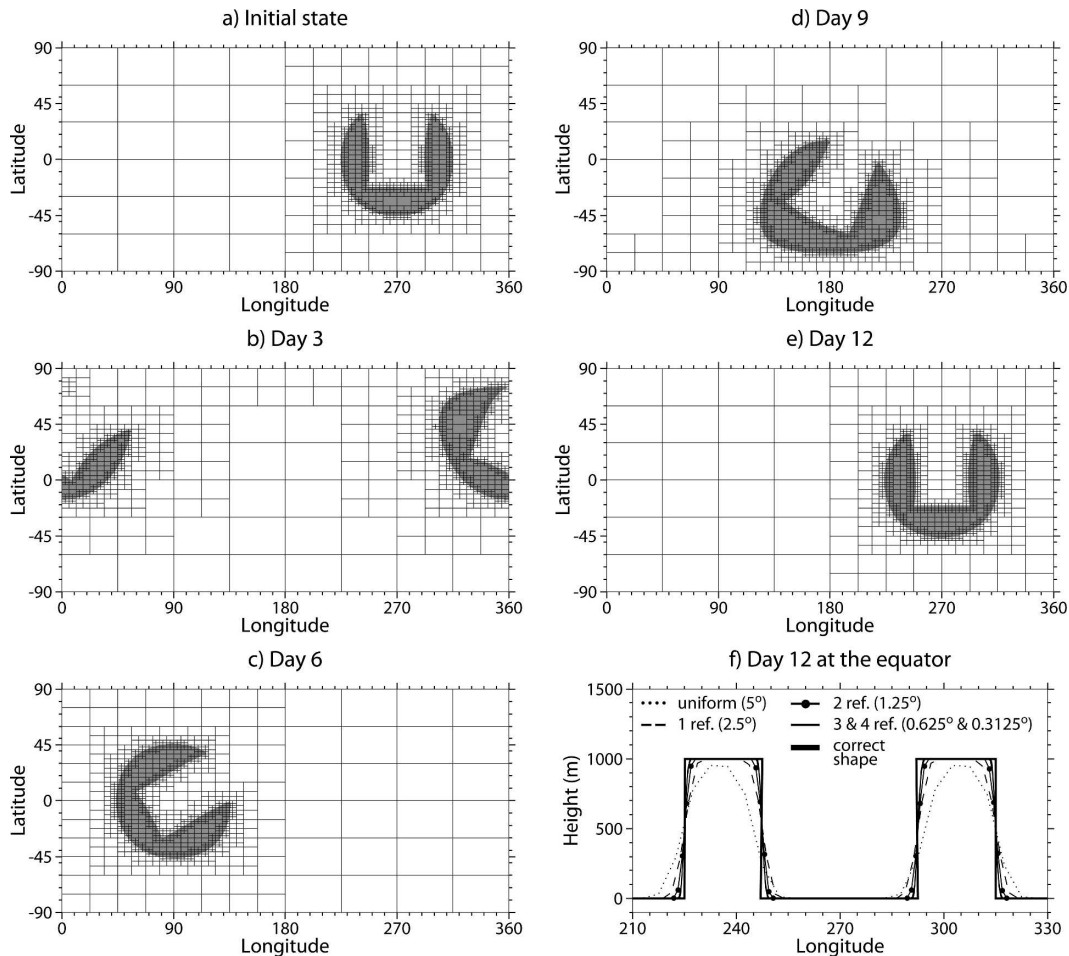 a) Initial state
90
45
0
-45
-90
Latitude
0 90 180 270 360
Longitude
b) Day 3
90
45
0
-45
-90
Latitude
0 90 180 270 360
Longitude
c) Day 6
90
45
0
-45
-90
Latitude
0 90 180 270 360
Longitude
d) Day 9
90
45
0
-45
-90
Latitude
0 90 180 270 360
Longitude
e) Day 12
90
45
0
-45
-90
Latitude
0 90 180 270 360
Longitude
f) Day 12 at the equator
1500
1000
500
0
Height (m)
uniform (5°)
1 ref. (2.5°)
2 ref. (1.25°)
3 & 4 ref. (0.625° & 0.3125°)
correct
shape
210 240 270 300 330
Longitude